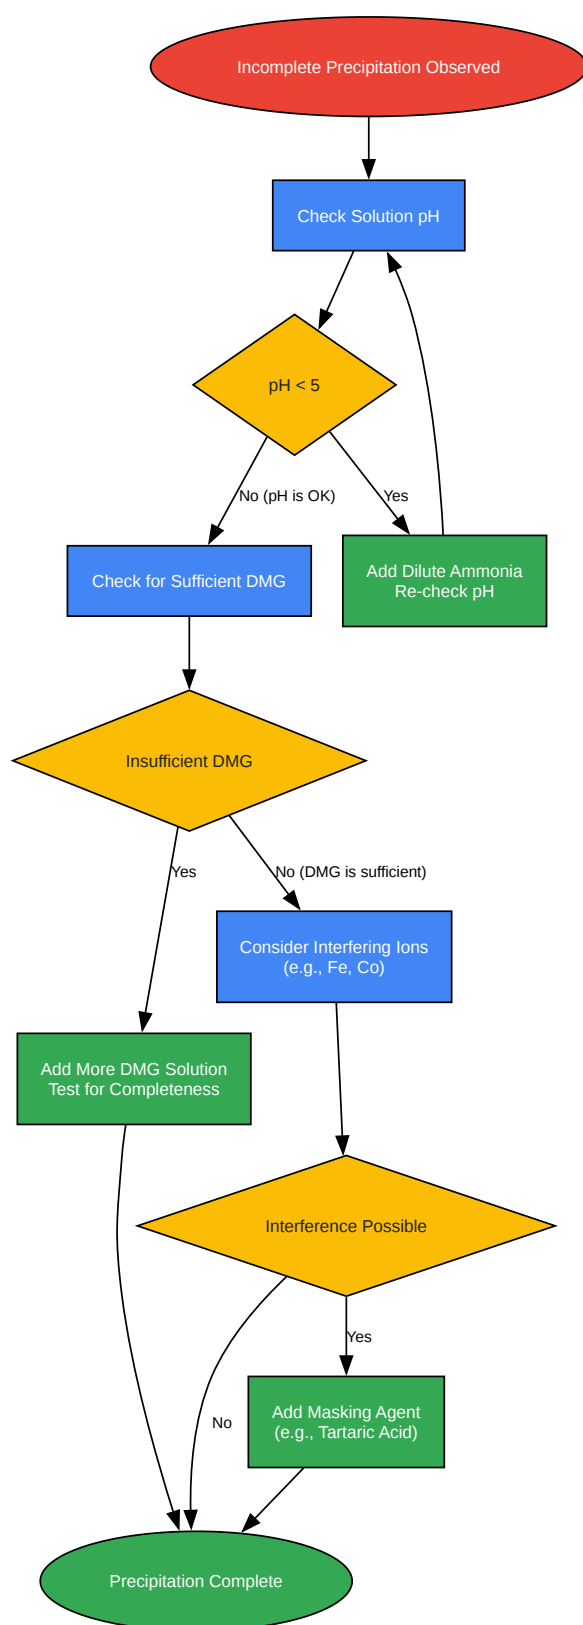 Incomplete Precipitation Observed
Check Solution pH
pH < 5
No (pH is OK)
Yes
Check for Sufficient DMG
Add Dilute Ammonia
Re-check pH
Insufficient DMG
Yes
No (DMG is sufficient)
Consider Interfering Ions
(e.g., Fe, Co)
Add More DMG Solution
Test for Completeness
Interference Possible
Yes
No
Add Masking Agent
(e.g., Tartaric Acid)
Precipitation Complete